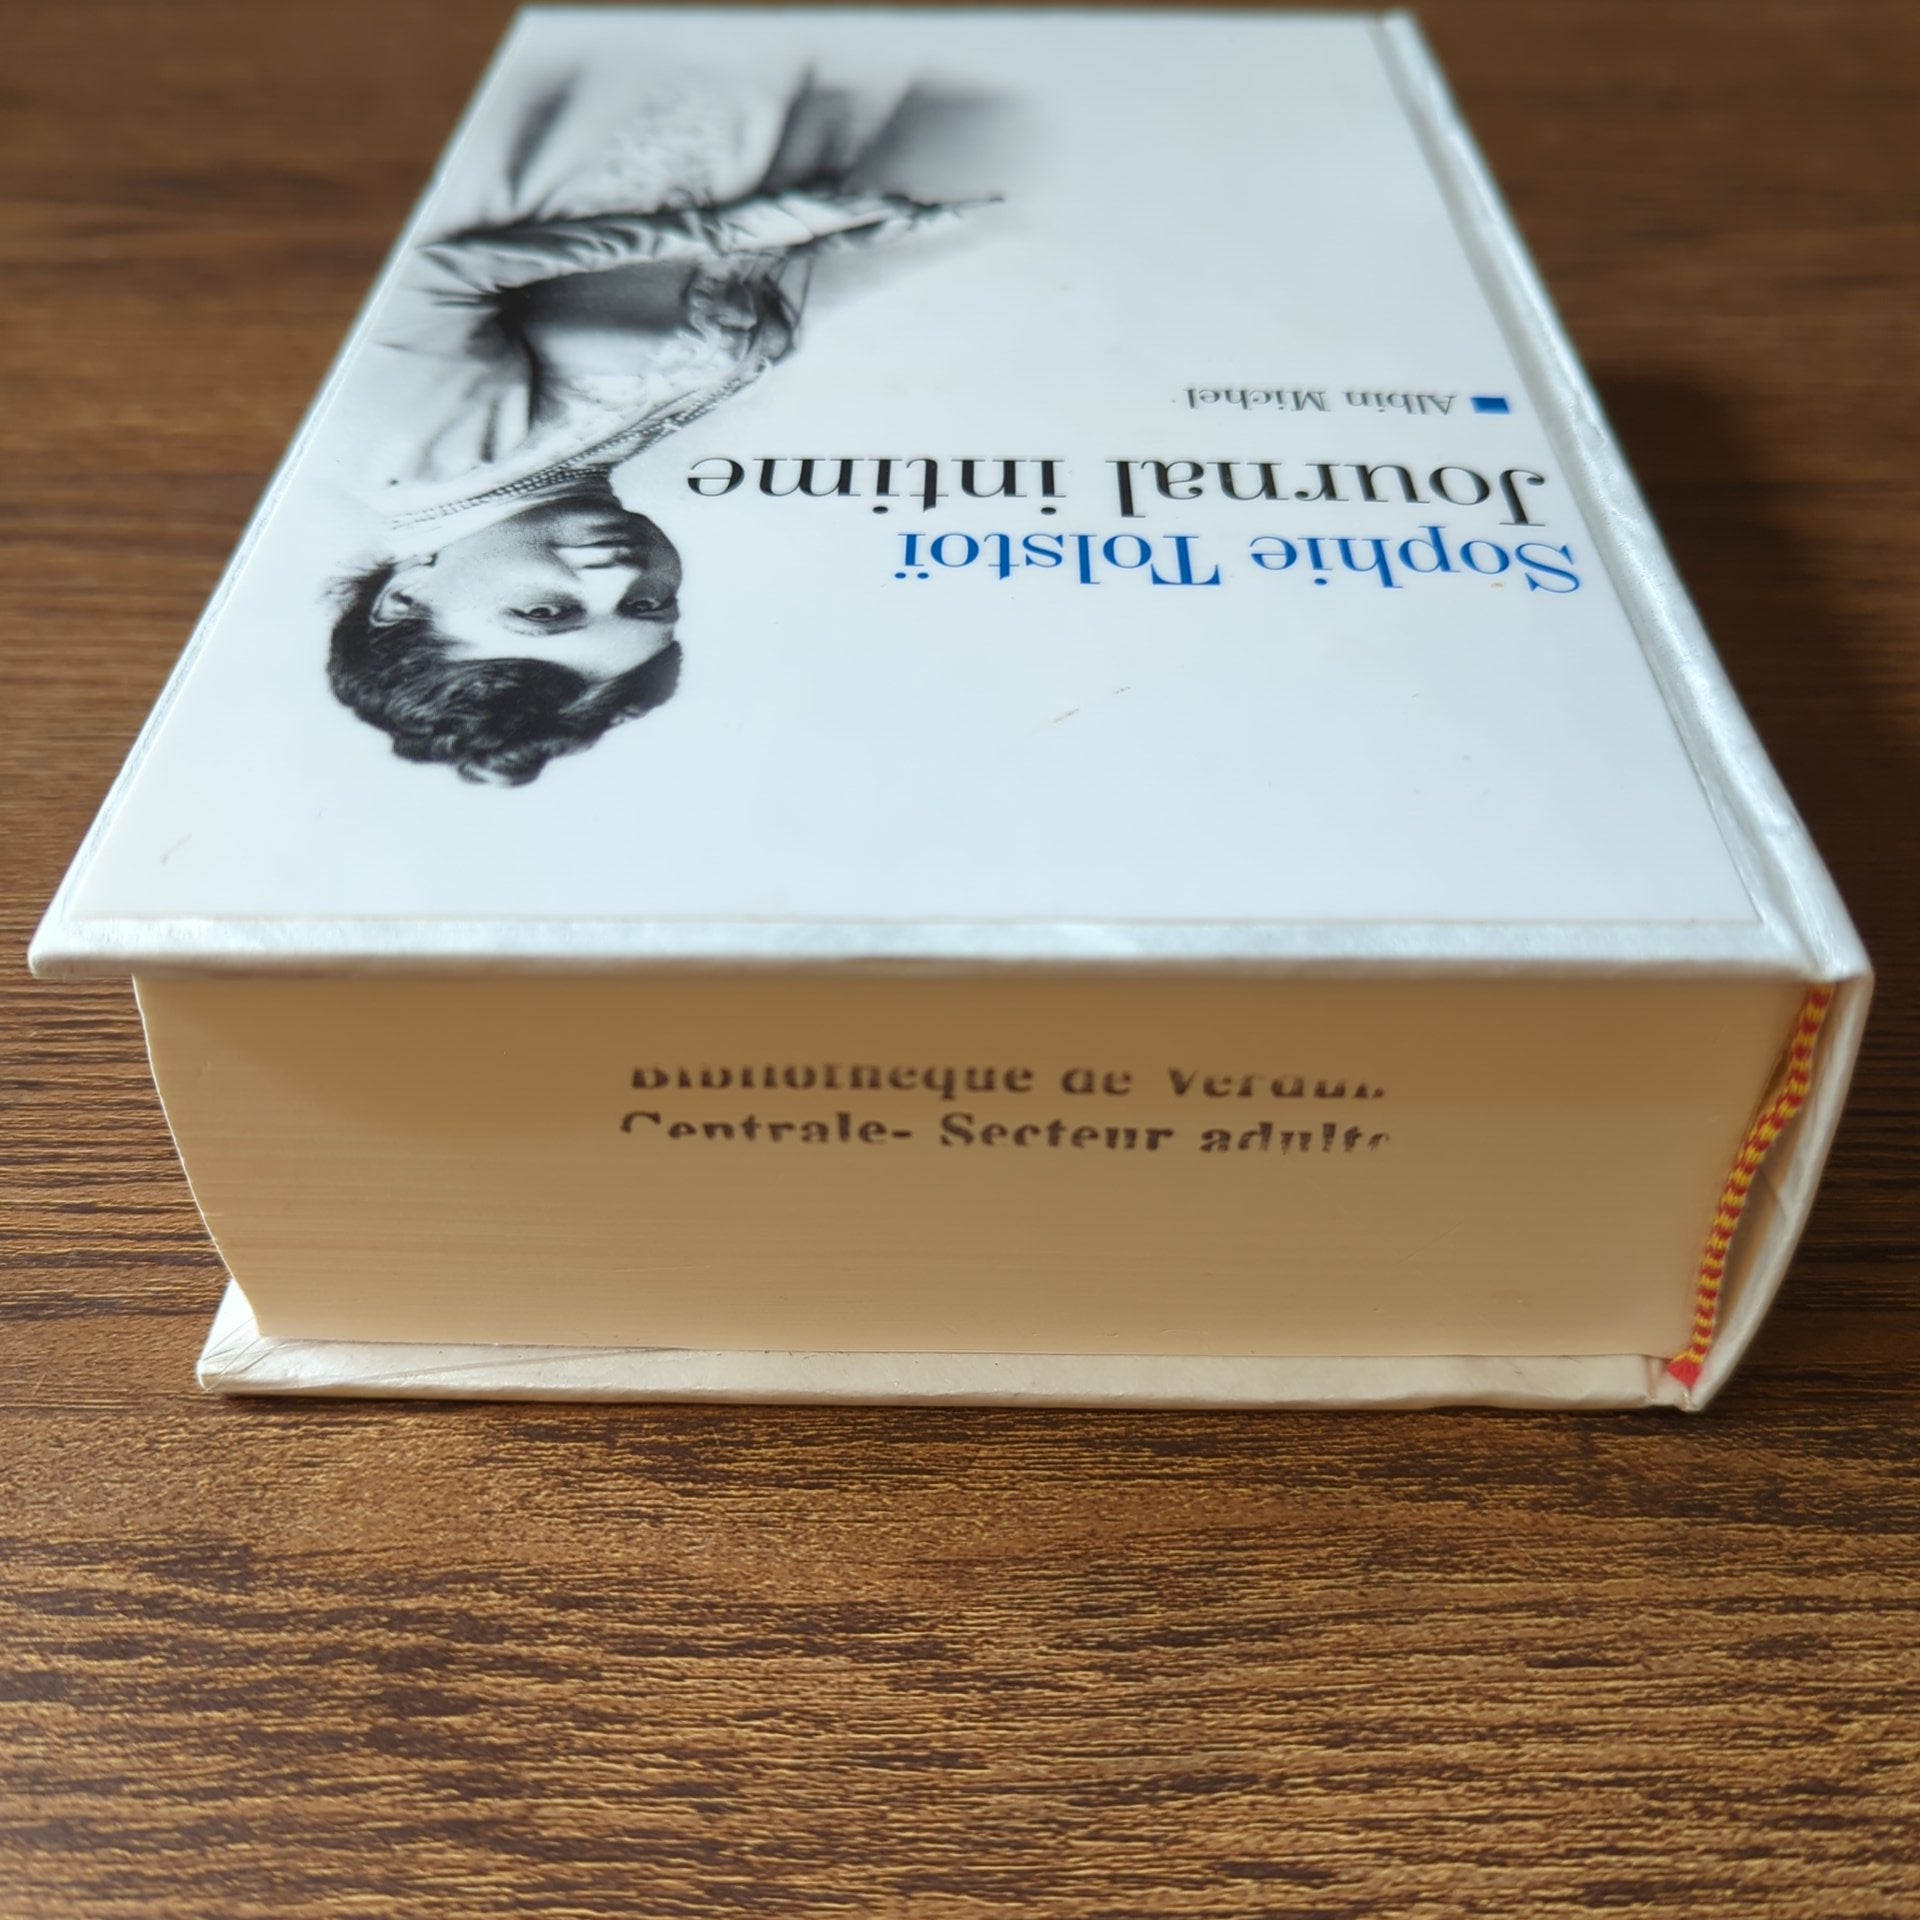 Sophie Tolstoï
Journal intime
Albin Michel
Bibliothèque de Verdun
Centrale- Secteur adulte